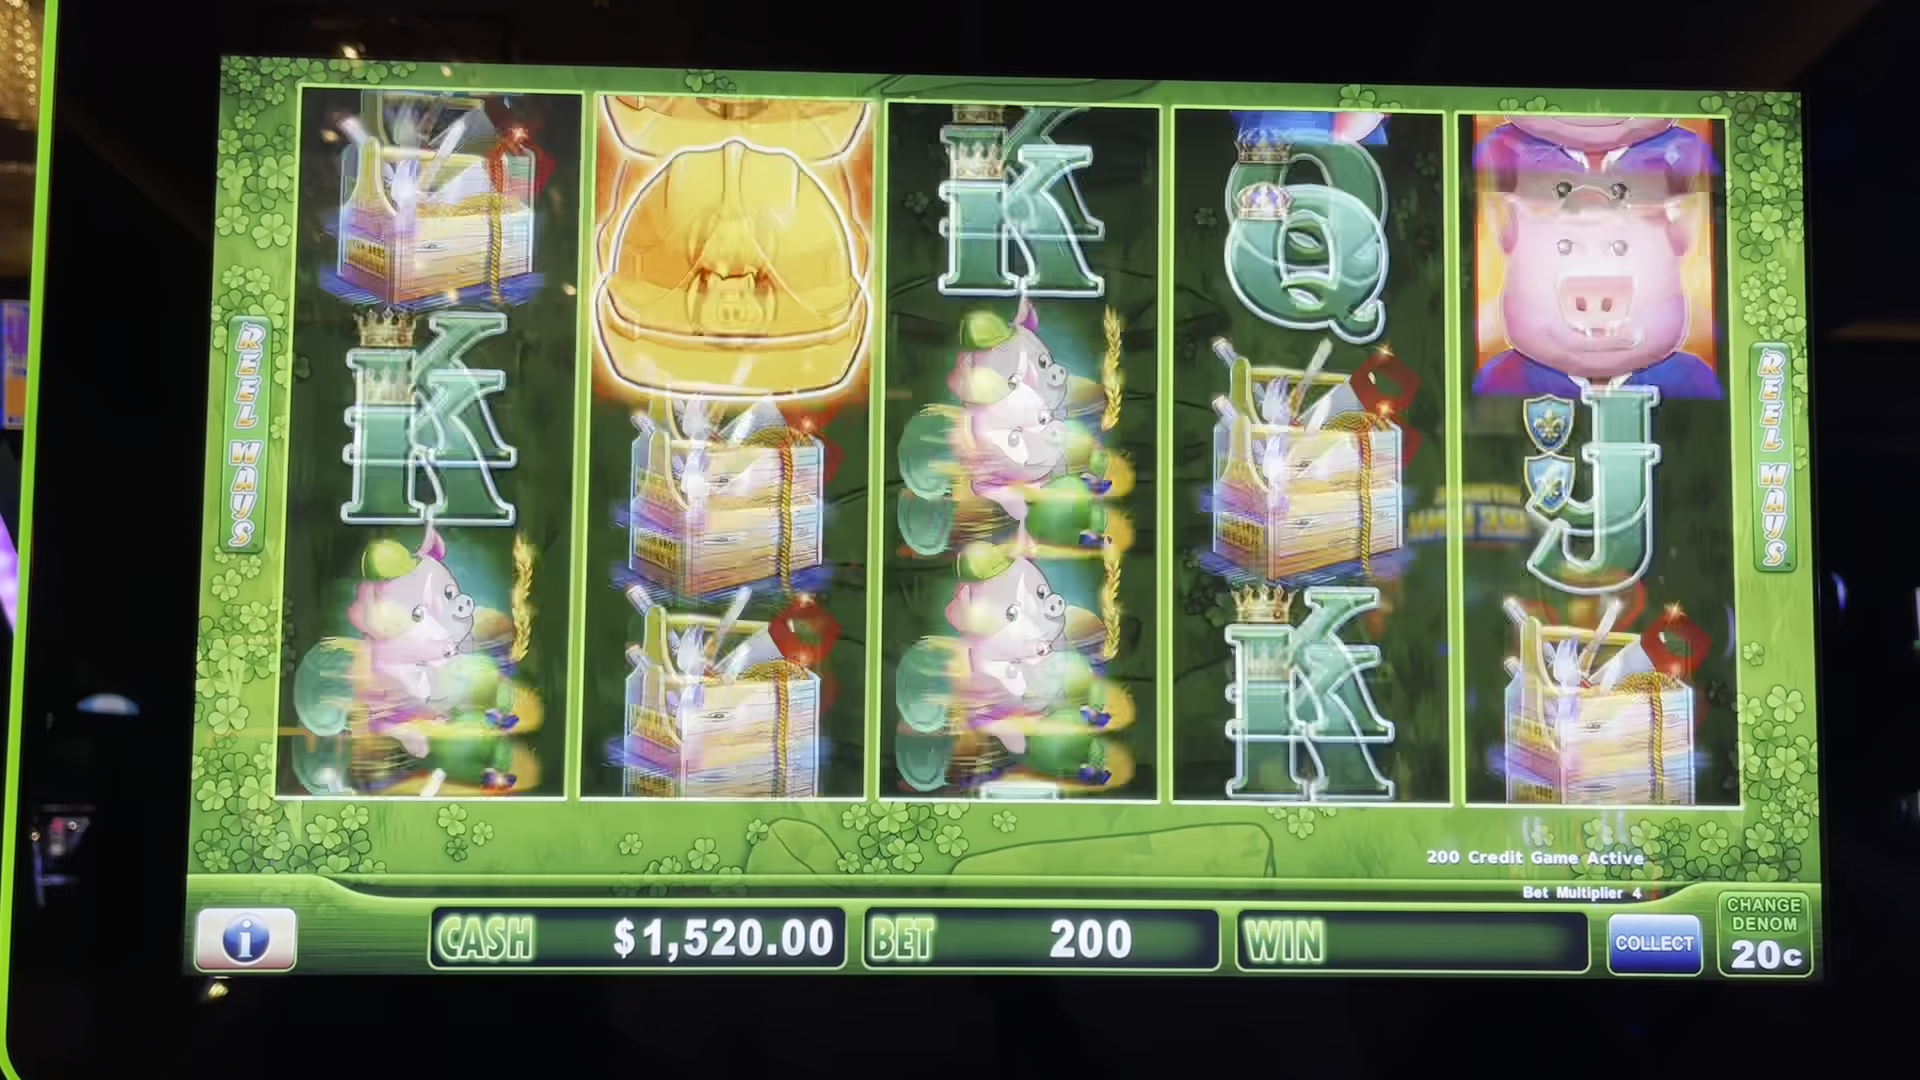 K
K
Q
K
K
J
REEL WAYS
REEL WAYS
200 Credit Game Active
Bet Multiplier 4
CASH $1,520.00
BET 200
WIN
COLLECT
CHANGE
DENOM
20c